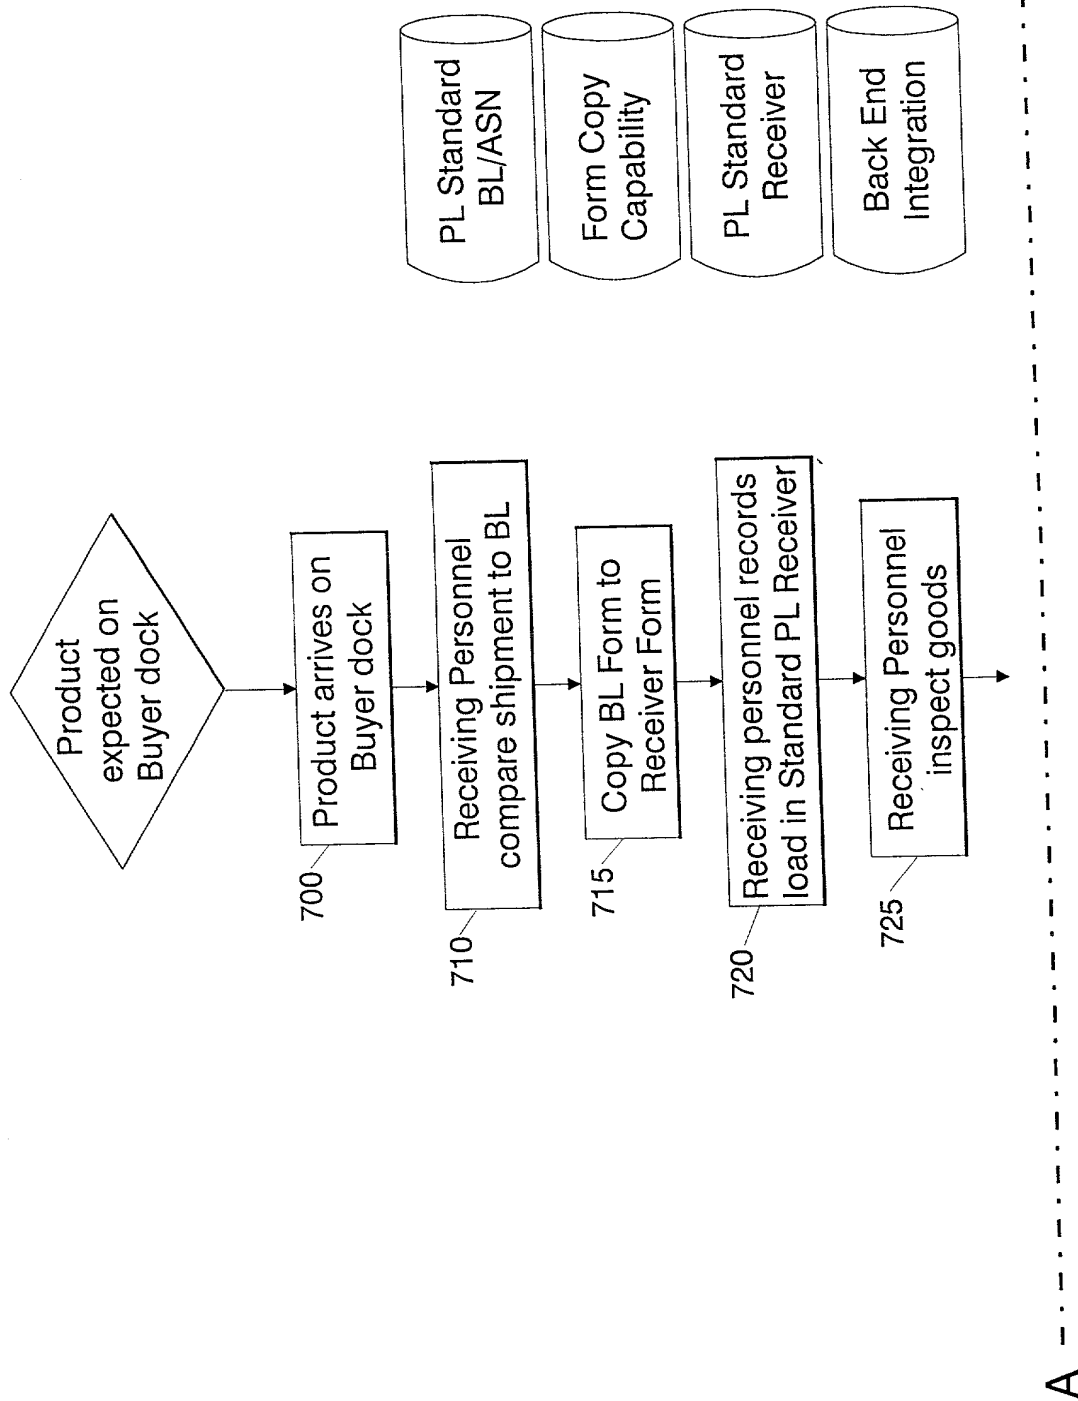 Product
expected on
Buyer dock
700
Product arrives on
Buyer dock
710
Receiving Personnel
compare shipment to BL
715
Copy BL Form to
Receiver Form
720
Receiving personnel records
load in Standard PL Receiver
725
Receiving Personnel
inspect goods
PL Standard
BL/ASN
Form Copy
Capability
PL Standard
Receiver
Back End
Integration
A